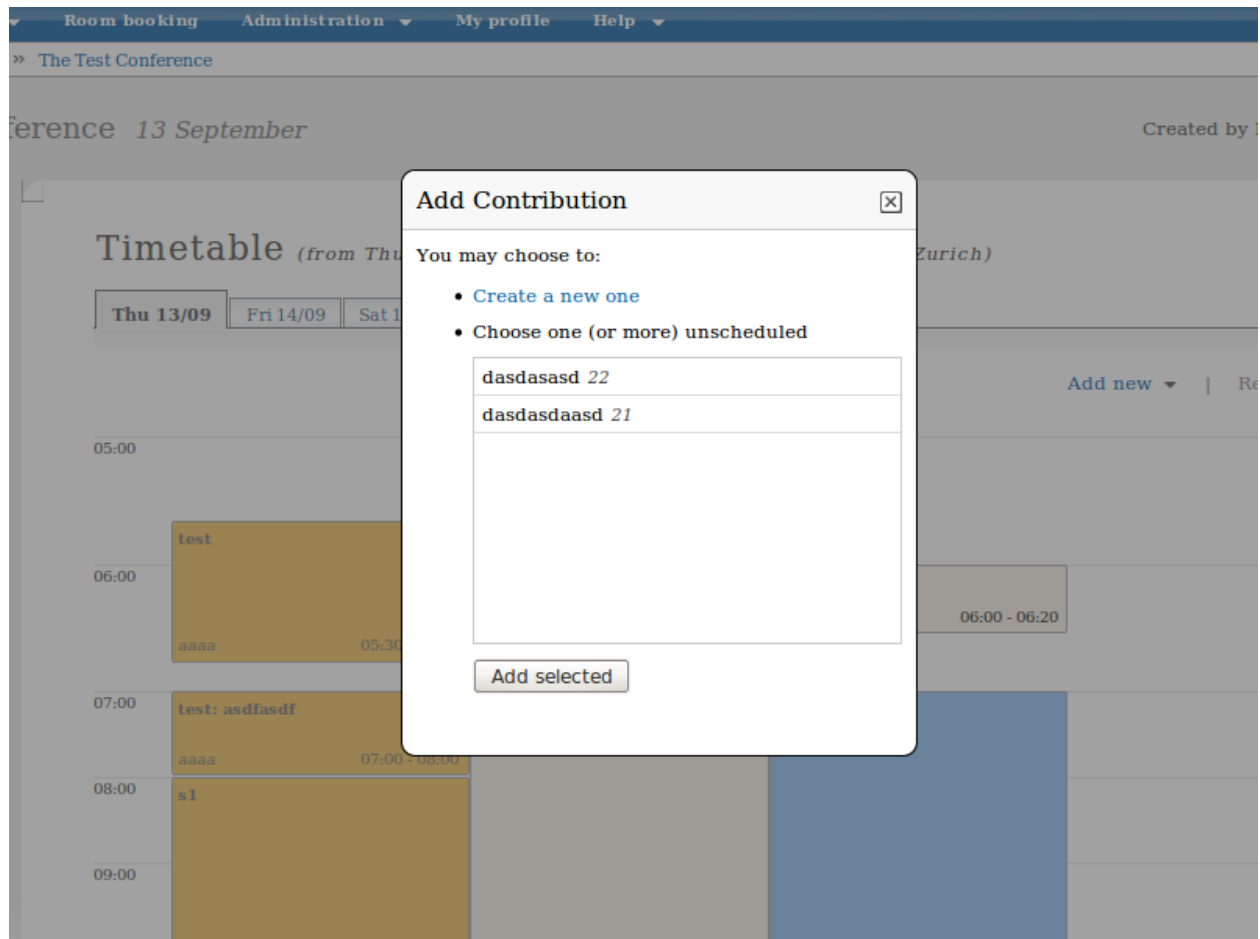 Room booking Administration My profile Help
» The Test Conference
ference 13 September
Created by
Add Contribution
Timetable (from Thu
Zurich)
You may choose to:
• Create a new one
Thu 13/09 Fri 14/09 Sat 1
• Choose one (or more) unscheduled
dasdasasd 22
Add new | Re
dasdasdaasd 21
05:00
test
06:00
06:00 - 06:20
aaaa 05:30
Add selected
07:00
test: asdfasdf
aaaa 07:00 - 08:00
08:00
s1
09:00